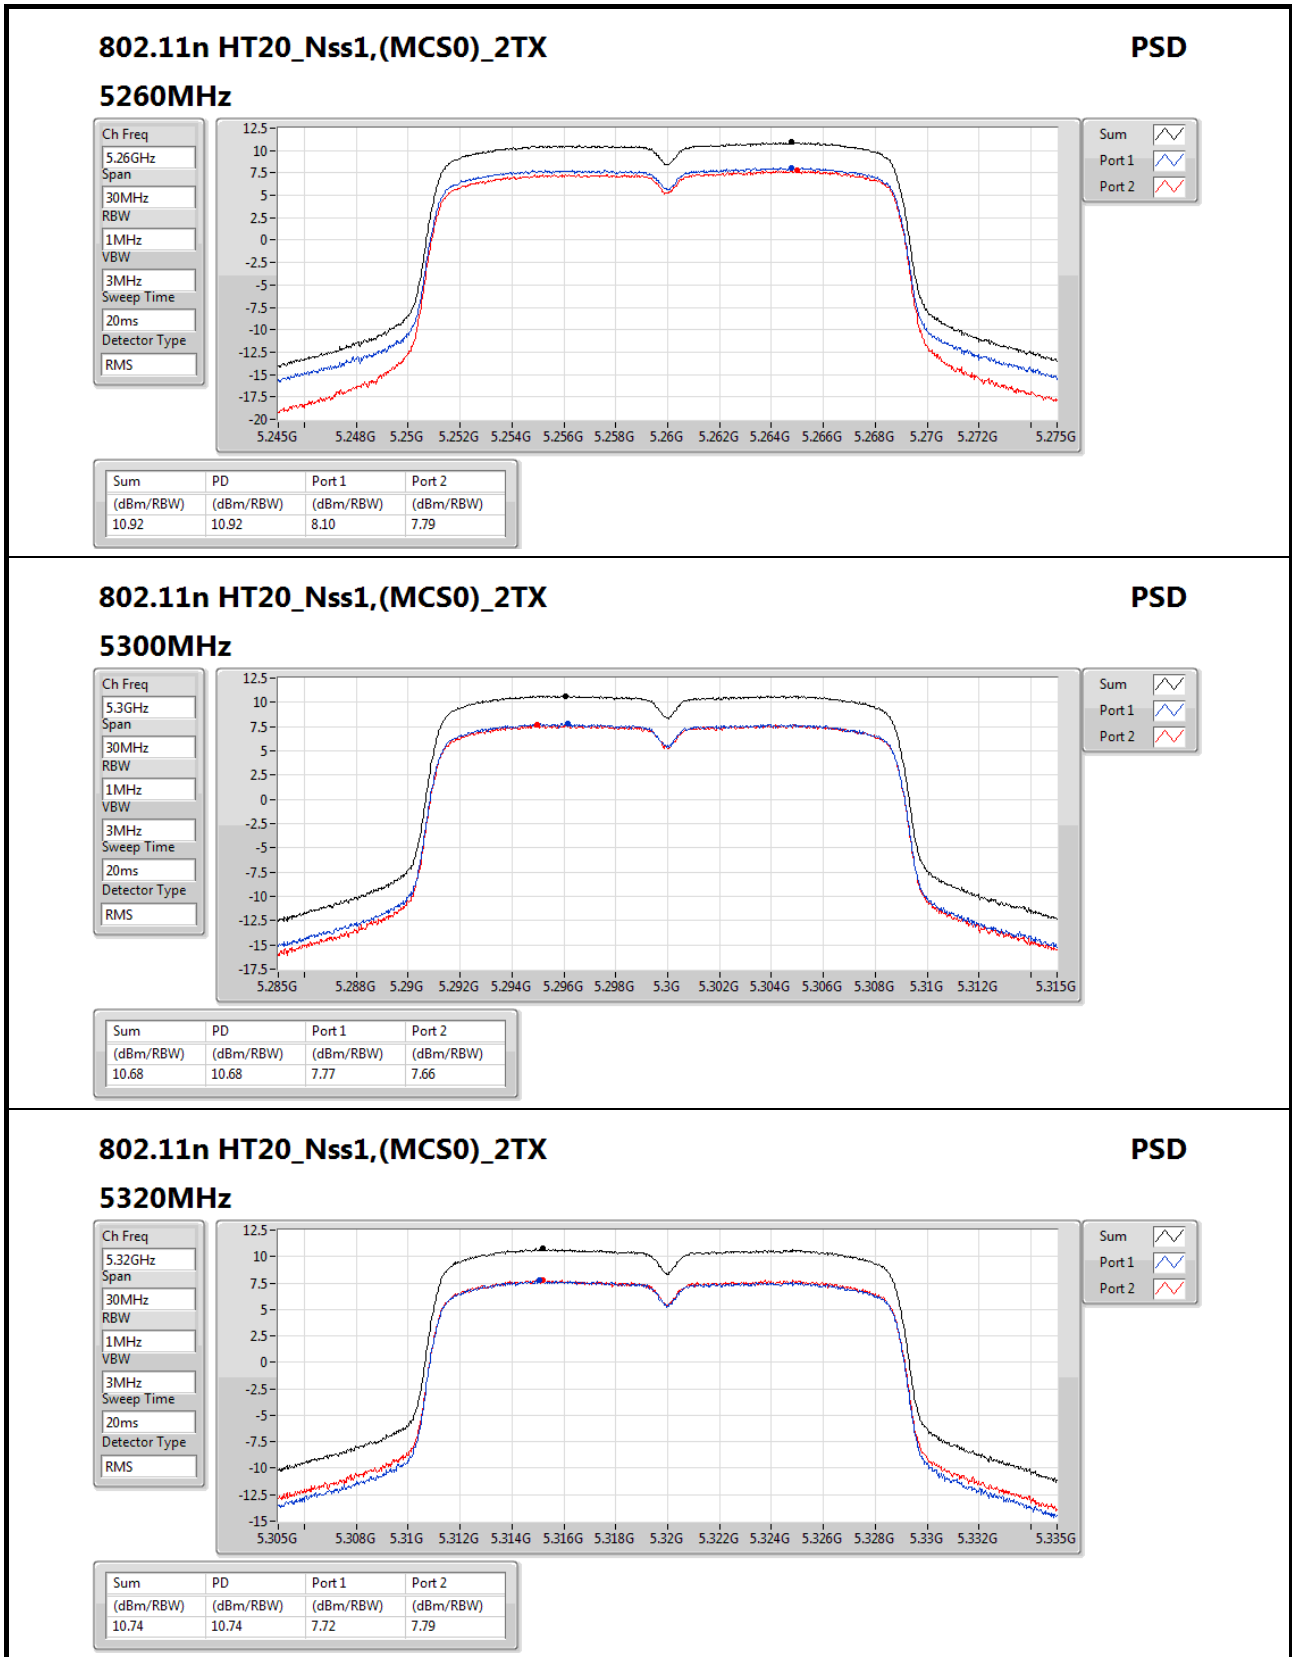 802.11n HT20_Nss1,(MCS0)_2TX PSD
5260MHz
Ch Freq
5.26GHz
Span
30MHz
RBW
1MHz
VBW
3MHz
Sweep Time
20ms
Detector Type
RMS
12.5
10
7.5
5
2.5
0
-2.5
-5
-7.5
-10
-12.5
-15
-17.5
-20
5.245G 5.248G 5.25G 5.252G 5.254G 5.256G 5.258G 5.26G 5.262G 5.264G 5.266G 5.268G 5.27G 5.272G 5.275G
Sum
Port 1
Port 2
Sum PD Port 1 Port 2
(dBm/RBW) (dBm/RBW) (dBm/RBW) (dBm/RBW)
10.92 10.92 8.10 7.79
802.11n HT20_Nss1,(MCS0)_2TX PSD
5300MHz
Ch Freq
5.3GHz
Span
30MHz
RBW
1MHz
VBW
3MHz
Sweep Time
20ms
Detector Type
RMS
12.5
10
7.5
5
2.5
0
-2.5
-5
-7.5
-10
-12.5
-15
-17.5
5.285G 5.288G 5.29G 5.292G 5.294G 5.296G 5.298G 5.3G 5.302G 5.304G 5.306G 5.308G 5.31G 5.312G 5.315G
Sum
Port 1
Port 2
Sum PD Port 1 Port 2
(dBm/RBW) (dBm/RBW) (dBm/RBW) (dBm/RBW)
10.68 10.68 7.77 7.66
802.11n HT20_Nss1,(MCS0)_2TX PSD
5320MHz
Ch Freq
5.32GHz
Span
30MHz
RBW
1MHz
VBW
3MHz
Sweep Time
20ms
Detector Type
RMS
12.5
10
7.5
5
2.5
0
-2.5
-5
-7.5
-10
-12.5
-15
5.305G 5.308G 5.31G 5.312G 5.314G 5.316G 5.318G 5.32G 5.322G 5.324G 5.326G 5.328G 5.33G 5.332G 5.335G
Sum
Port 1
Port 2
Sum PD Port 1 Port 2
(dBm/RBW) (dBm/RBW) (dBm/RBW) (dBm/RBW)
10.74 10.74 7.72 7.79